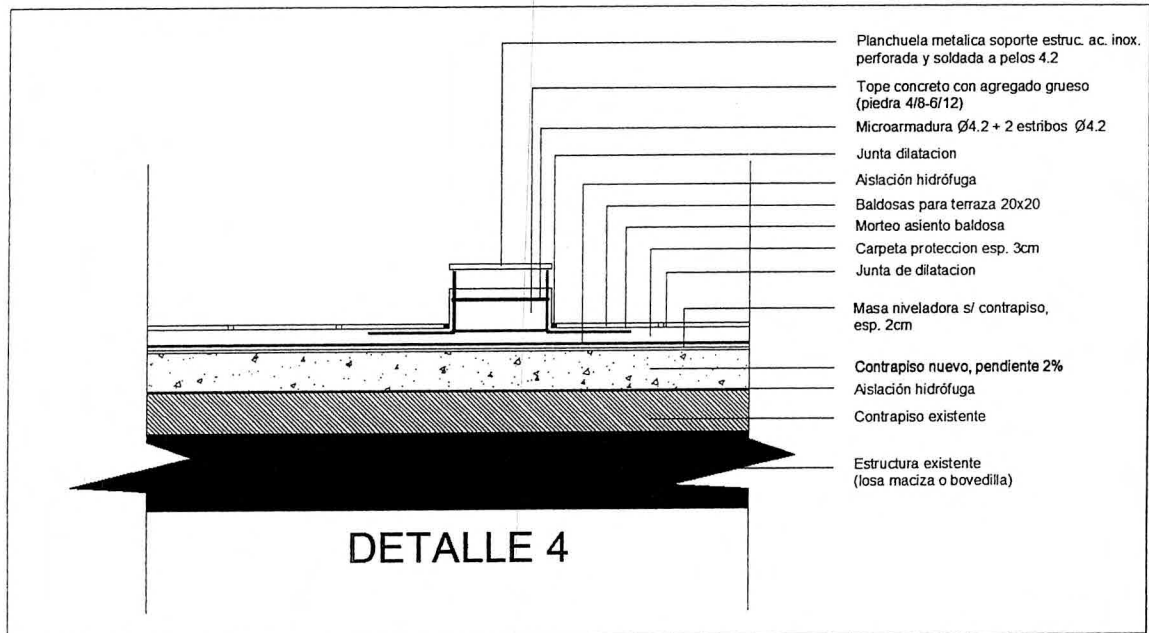 Planchuela metalica soporte estruc. ac. inox.
perforada y soldada a pelos 4.2
Tope concreto con agregado grueso
(piedra 4/8-6/12)
Microarmadura Ø4.2 + 2 estribos Ø4.2
Junta dilatacion
Aislación hidrófuga
Baldosas para terraza 20x20
Morteo asiento baldosa
Carpeta proteccion esp. 3cm
Junta de dilatacion
Masa niveladora s/ contrapiso,
esp. 2cm
Contrapiso nuevo, pendiente 2%
Aislación hidrófuga
Contrapiso existente
Estructura existente
(losa maciza o bovedilla)
DETALLE 4